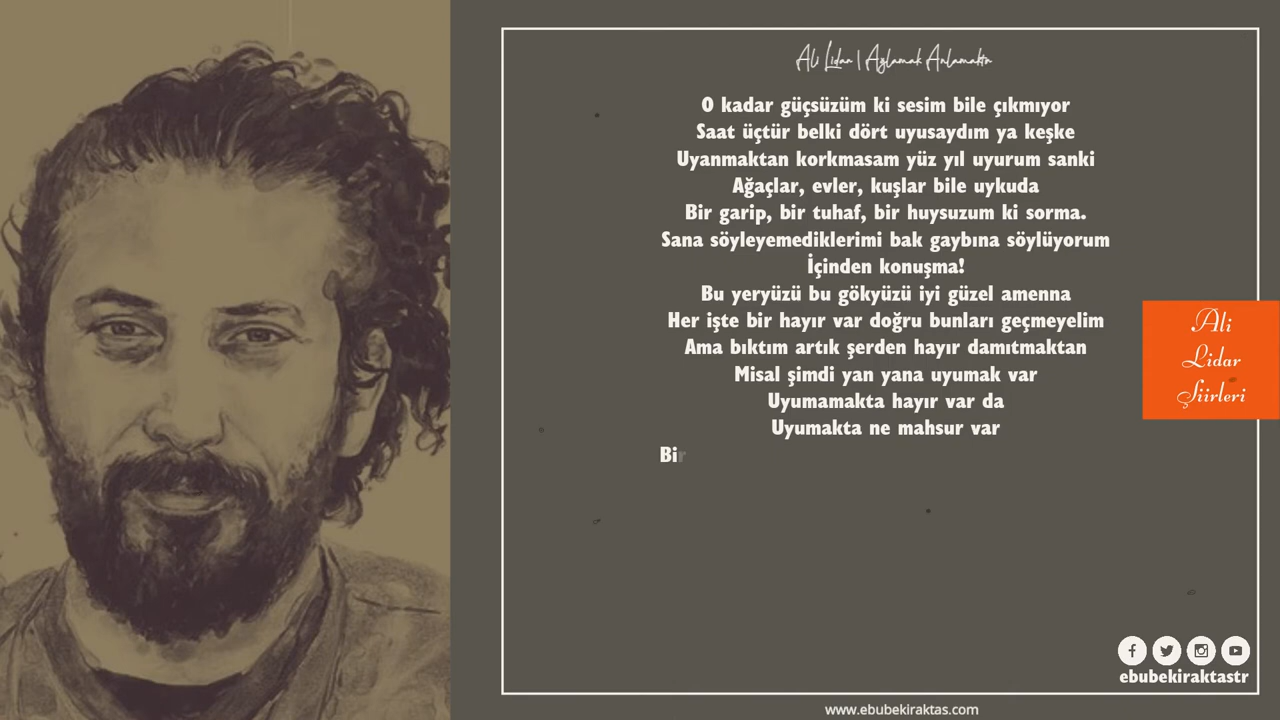 Ali Lidar | Ağlamak Anlamaktır
O kadar güçsüzüm ki sesim bile çıkmıyor
Saat üçtür belki dört uyusaydım ya keşke
Uyanmaktan korkmasam yüz yıl uyurum sanki
Ağaçlar, evler, kuşlar bile uykuda
Bir garip, bir tuhaf, bir huysuzum ki sorma.
Sana söyleyemediklerimi bak gaybına söylüyorum
İçinden konuşma!
Bu yeryüzü bu gökyüzü iyi güzel amenna
Her işte bir hayır var doğru bunları geçmeyelim
Ama bıktım artık şerden hayır damıtmaktan
Misal şimdi yan yana uyumak var
Uyumamakta hayır var da
Uyumakta ne mahsur var
Bir
Ali
Lidar
Şiirleri
ebubekiraktastr
www.ebubekiraktas.com